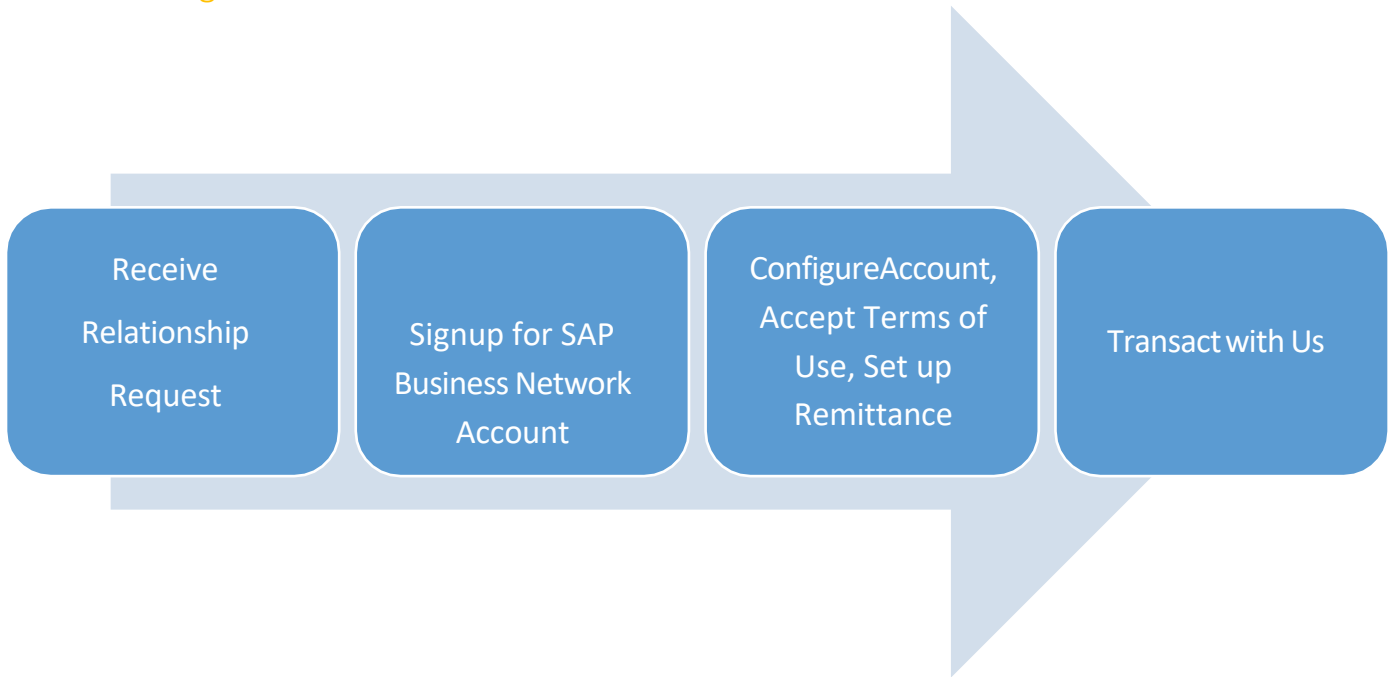 Receive
Relationship
Request
Signup for SAP
Business Network
Account
ConfigureAccount,
Accept Terms of
Use, Set up
Remittance
Transact with Us